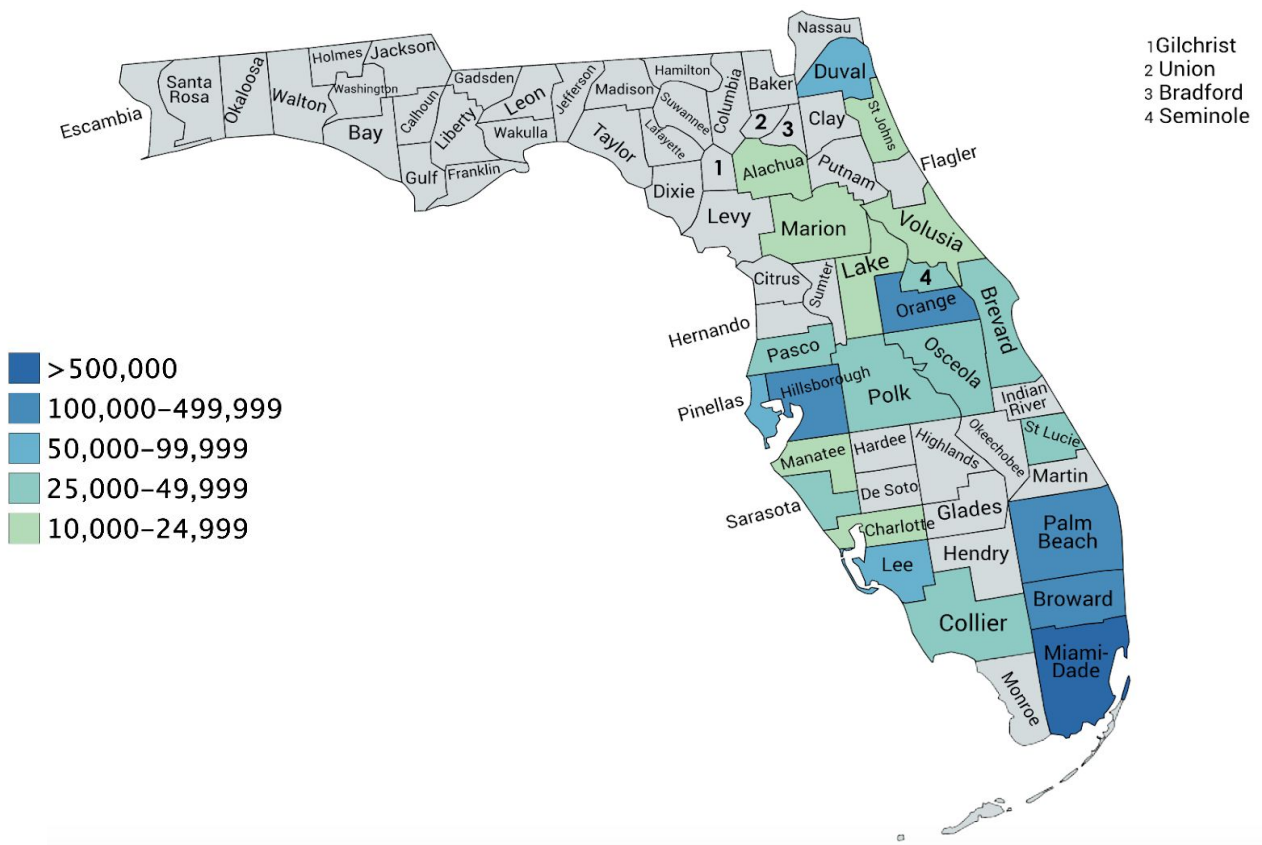 Nassau
1Gilchrist
2 Union
3 Bradford
4 Seminole
Holmes
Jackson
Santa
Rosa
Okaloosa
Walton
Washington
Escambia
Bay
Calhoun
Gulf
Gadsden
Liberty
Franklin
Leon
Wakulla
Jefferson
Madison
Taylor
Hamilton
Suwannee
Lafayette
Dixie
Columbia
Baker
Duval
2
3
1
Clay
St Johns
Alachua
Putnam
Flagler
Levy
Marion
Volusia
Citrus
Sumter
Lake
4
Orange
Brevard
Hernando
Pasco
Osceola
Pinellas
Hillsborough
Polk
Indian
River
>500,000
100,000–499,999
50,000–99,999
25,000–49,999
10,000–24,999
Manatee
Hardee
Highlands
Okeechobee
St Lucie
De Soto
Martin
Sarasota
Charlotte
Glades
Palm
Beach
Lee
Hendry
Broward
Collier
Miami-
Dade
Monroe